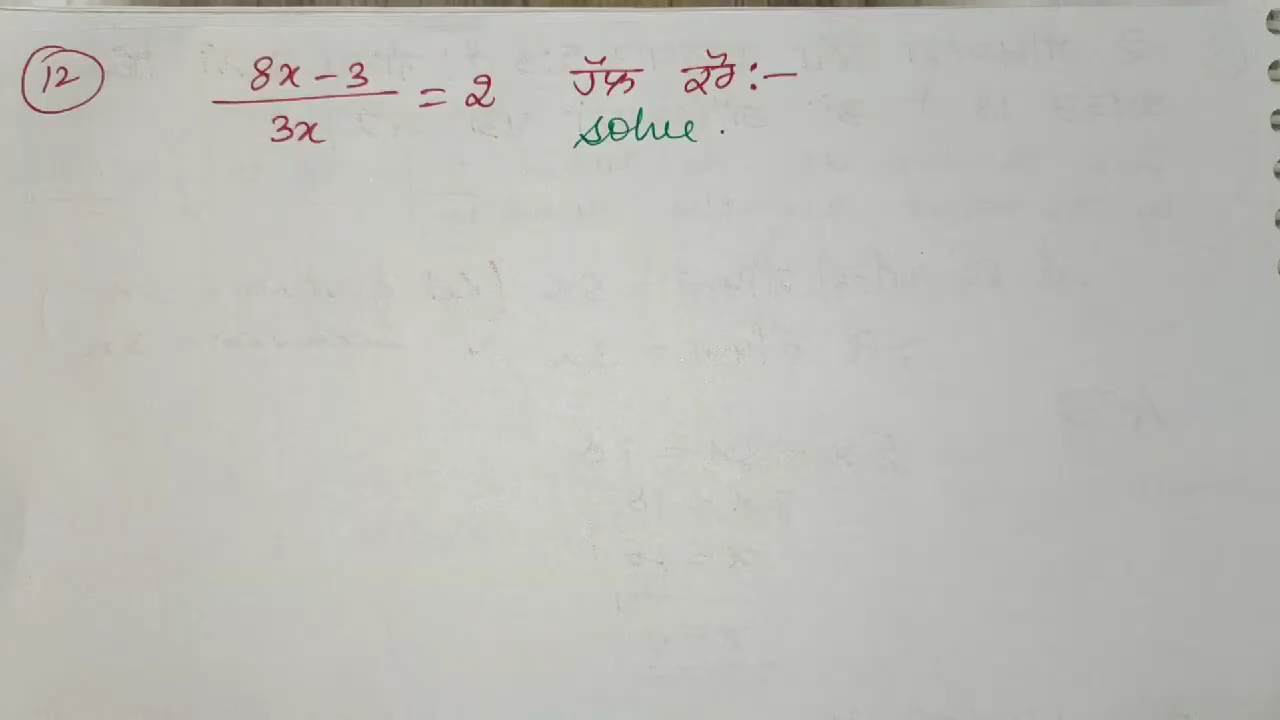 12 8x - 3 / 3x = 2 ਹੱਲ ਕਰੋ :-
solve.